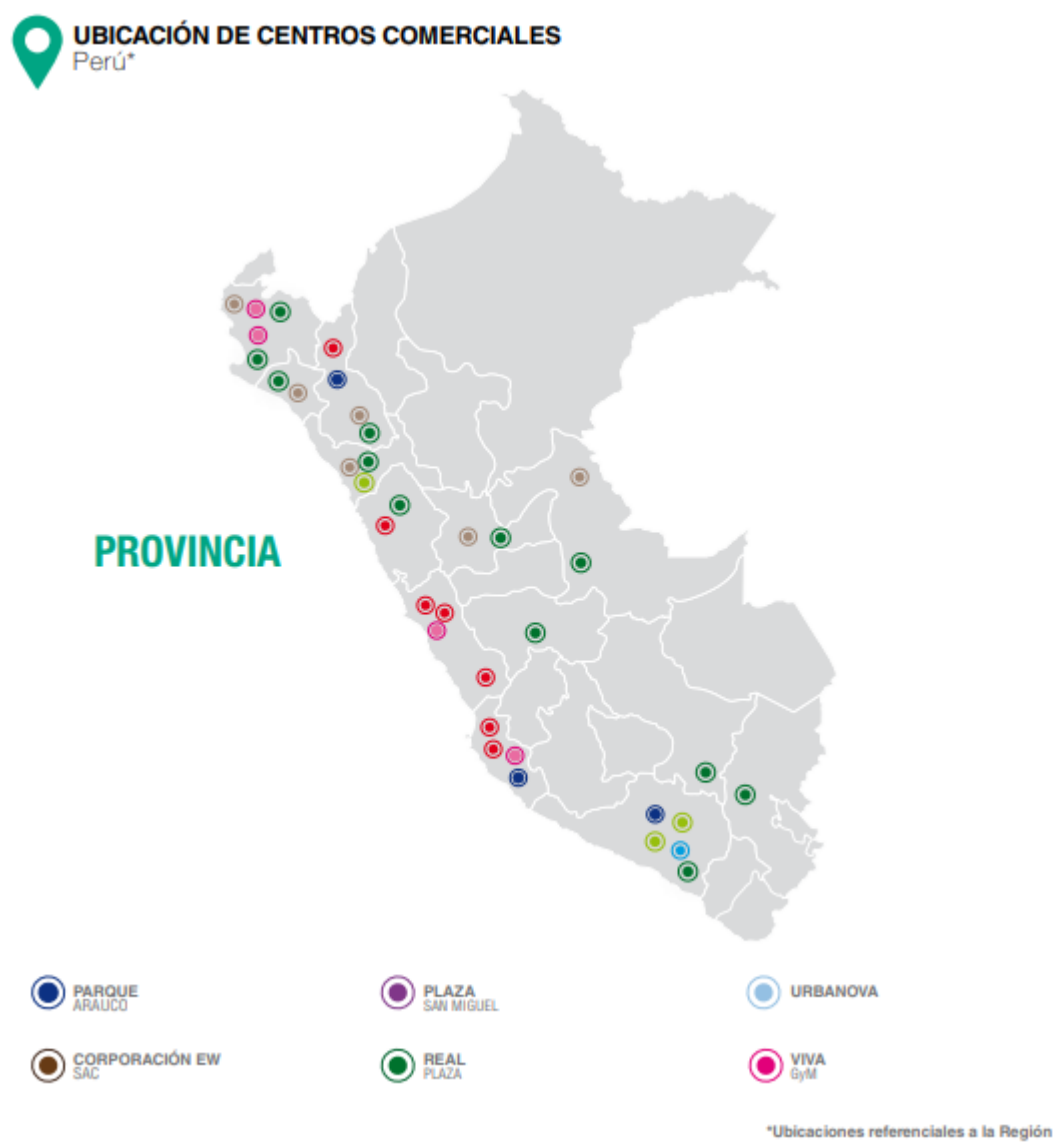 UBICACIÓN DE CENTROS COMERCIALES
Perú*
PROVINCIA
PARQUE
ARAUCO
PLAZA
SAN MIGUEL
URBANOVA
CORPORACIÓN EW
SAC
REAL
PLAZA
VIVA
GyM
*Ubicaciones referenciales a la Región